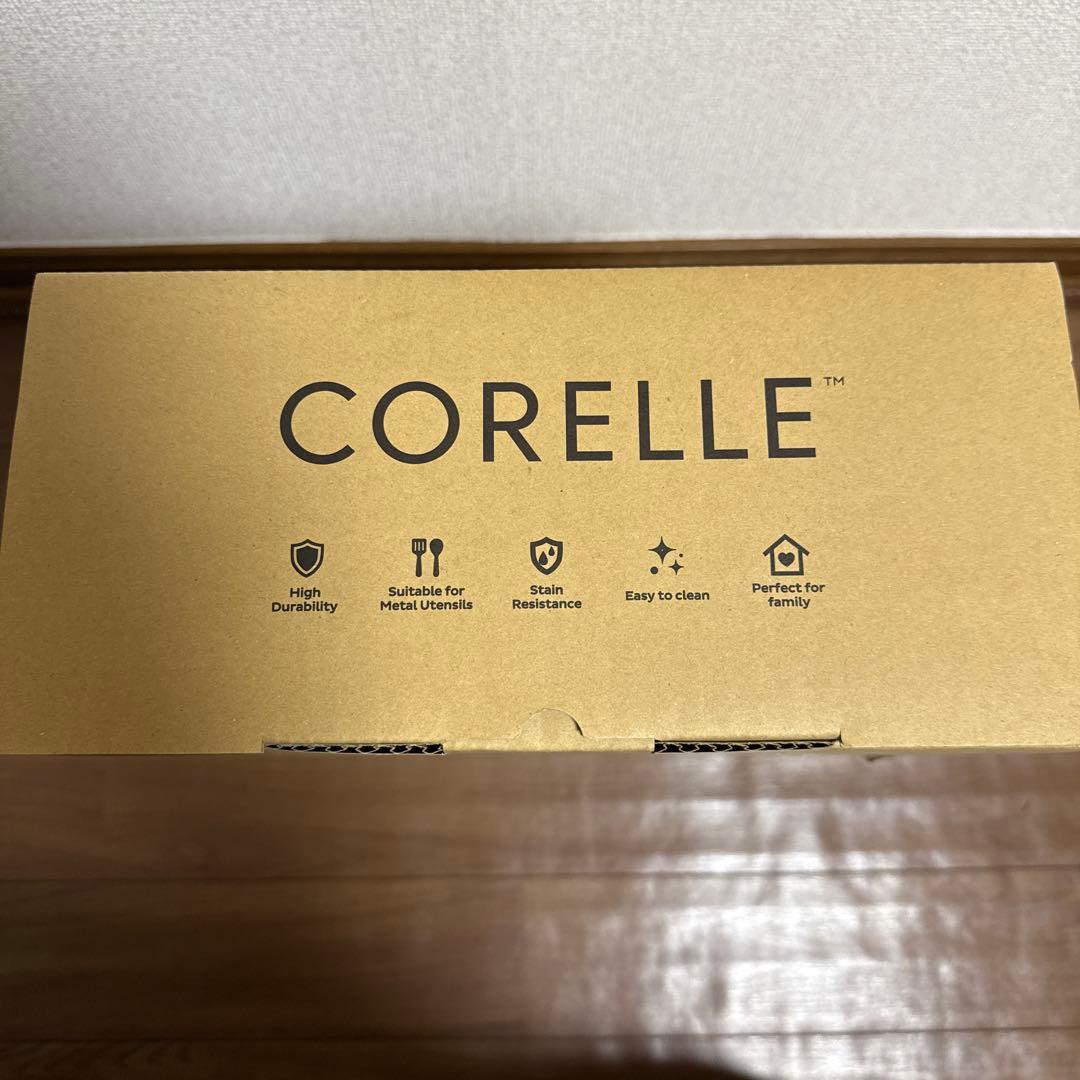 CORELLE™
High
Durability
Suitable for
Metal Utensils
Stain
Resistance
Easy to clean
Perfect for
family